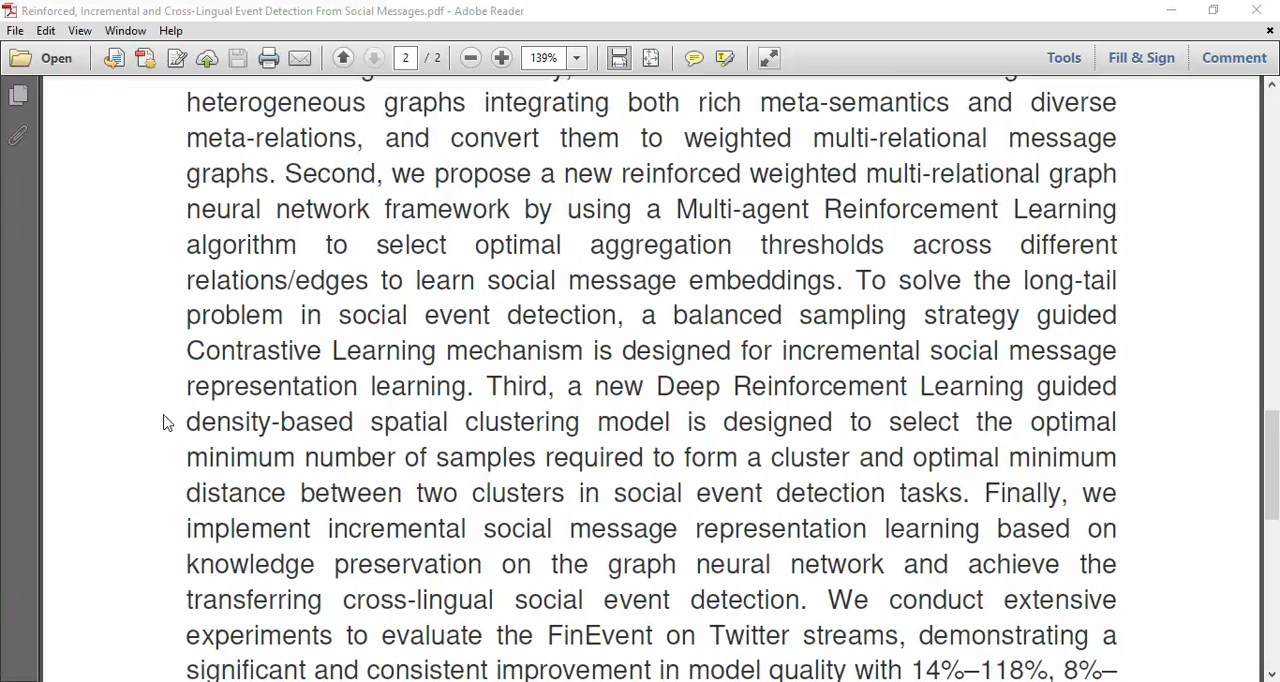 Reinforced, Incremental and Cross-Lingual Event Detection From Social Messages.pdf - Adobe Reader
File Edit View Window Help
Open 2 / 2 139% Tools Fill & Sign Comment
heterogeneous graphs integrating both rich meta-semantics and diverse
meta-relations, and convert them to weighted multi-relational message
graphs. Second, we propose a new reinforced weighted multi-relational graph
neural network framework by using a Multi-agent Reinforcement Learning
algorithm to select optimal aggregation thresholds across different
relations/edges to learn social message embeddings. To solve the long-tail
problem in social event detection, a balanced sampling strategy guided
Contrastive Learning mechanism is designed for incremental social message
representation learning. Third, a new Deep Reinforcement Learning guided
density-based spatial clustering model is designed to select the optimal
minimum number of samples required to form a cluster and optimal minimum
distance between two clusters in social event detection tasks. Finally, we
implement incremental social message representation learning based on
knowledge preservation on the graph neural network and achieve the
transferring cross-lingual social event detection. We conduct extensive
experiments to evaluate the FinEvent on Twitter streams, demonstrating a
significant and consistent improvement in model quality with 14%–118%, 8%–